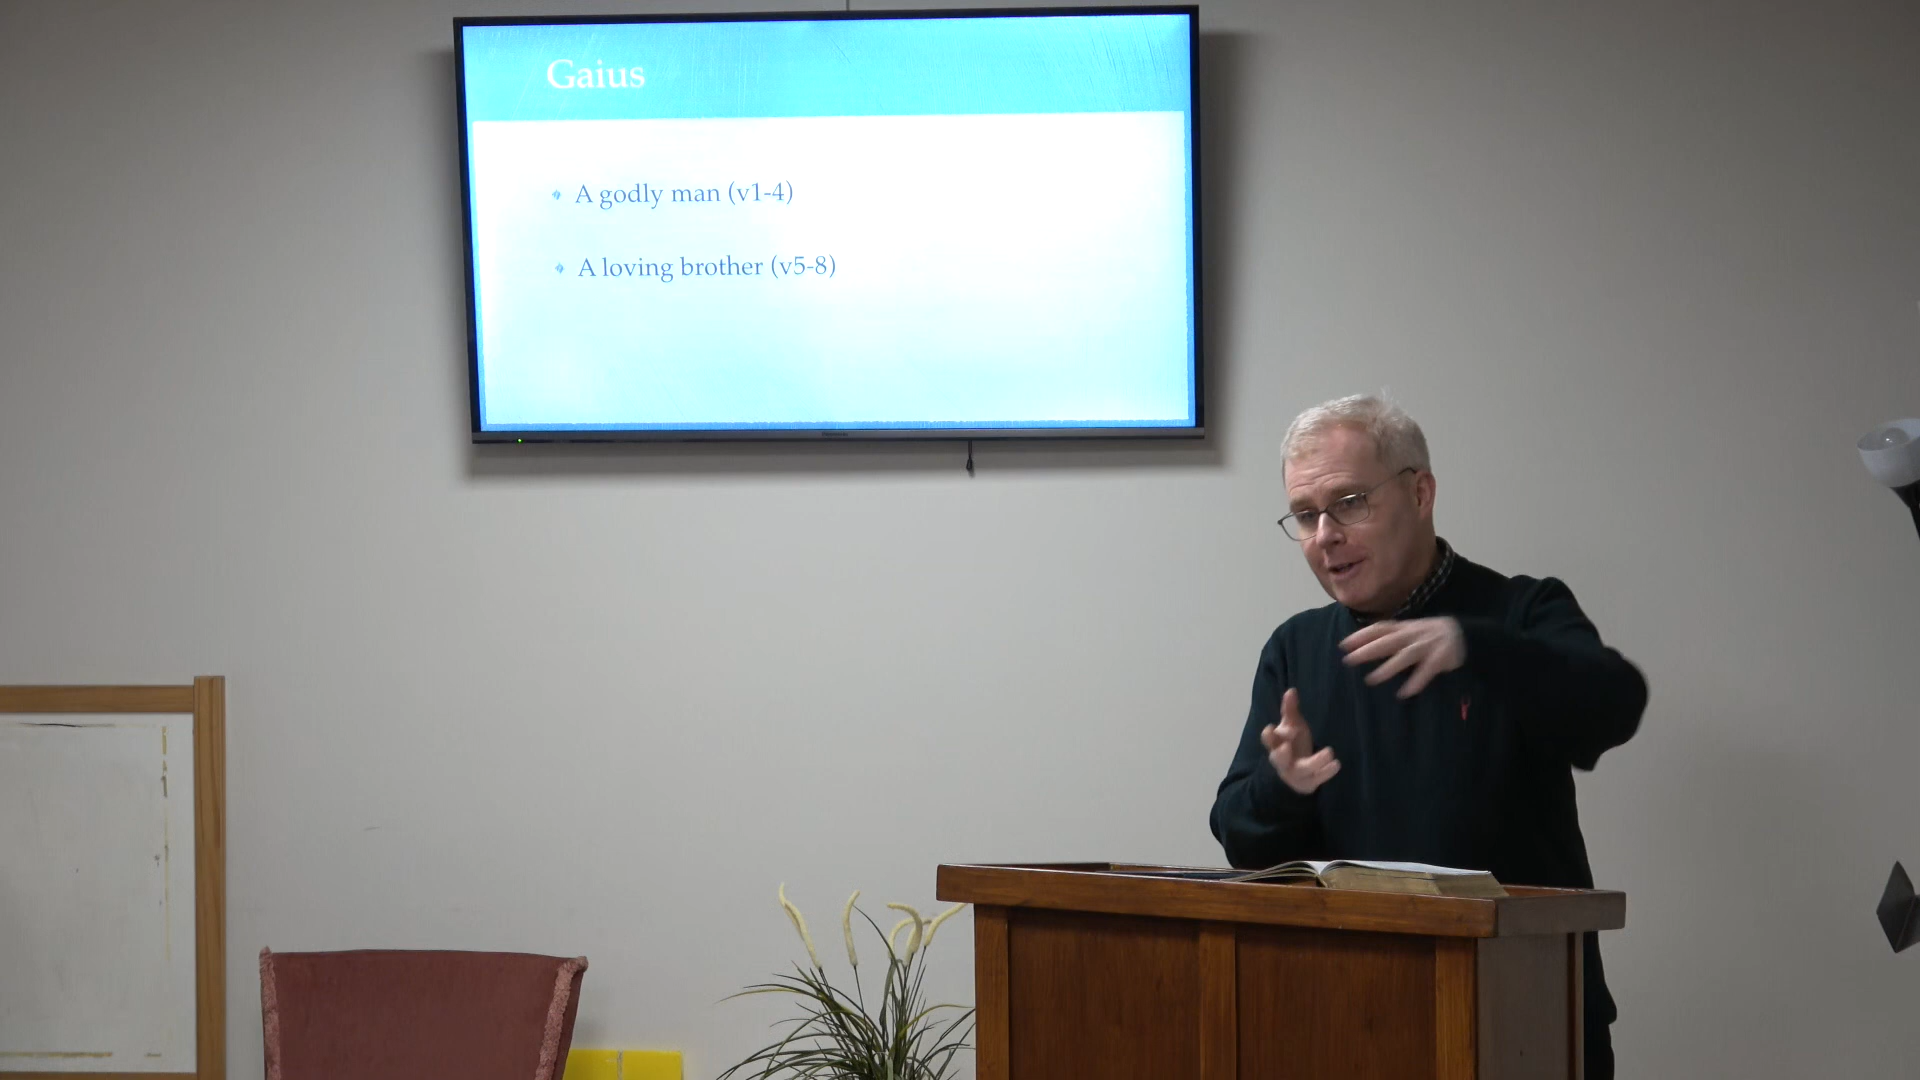 Gaius
A godly man (v1-4)
A loving brother (v5-8)